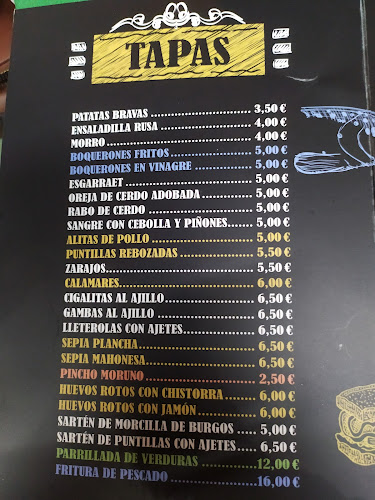 TAPAS
PATATAS BRAVAS 3,50 €
ENSALADILLA RUSA 4,00 €
MORRO 4,00 €
BOQUERONES FRITOS 5,00 €
BOQUERONES EN VINAGRE 5,00 €
ESGARRAET 5,00 €
OREJA DE CERDO ADOBADA 5,00 €
RABO DE CERDO 5,00 €
SANGRE CON CEBOLLA Y PIÑONES 5,00 €
ALITAS DE POLLO 5,00 €
PUNTILLAS REBOZADAS 5,50 €
ZARAJOS 5,50 €
CALAMARES 6,00 €
CIGALITAS AL AJILLO 6,50 €
GAMBAS AL AJILLO 6,50 €
LLETEROLAS CON AJETES 6,50 €
SEPIA PLANCHA 6,50 €
SEPIA MAHONESA 6,50 €
PINCHO MORUNO 2,50 €
HUEVOS ROTOS CON CHISTORRA 6,00 €
HUEVOS ROTOS CON JAMÓN 6,00 €
SARTÉN DE MORCILLA DE BURGOS 5,00 €
SARTÉN DE PUNTILLAS CON AJETES 6,50 €
PARRILLADA DE VERDURAS 12,00 €
FRITURA DE PESCADO 16,00 €